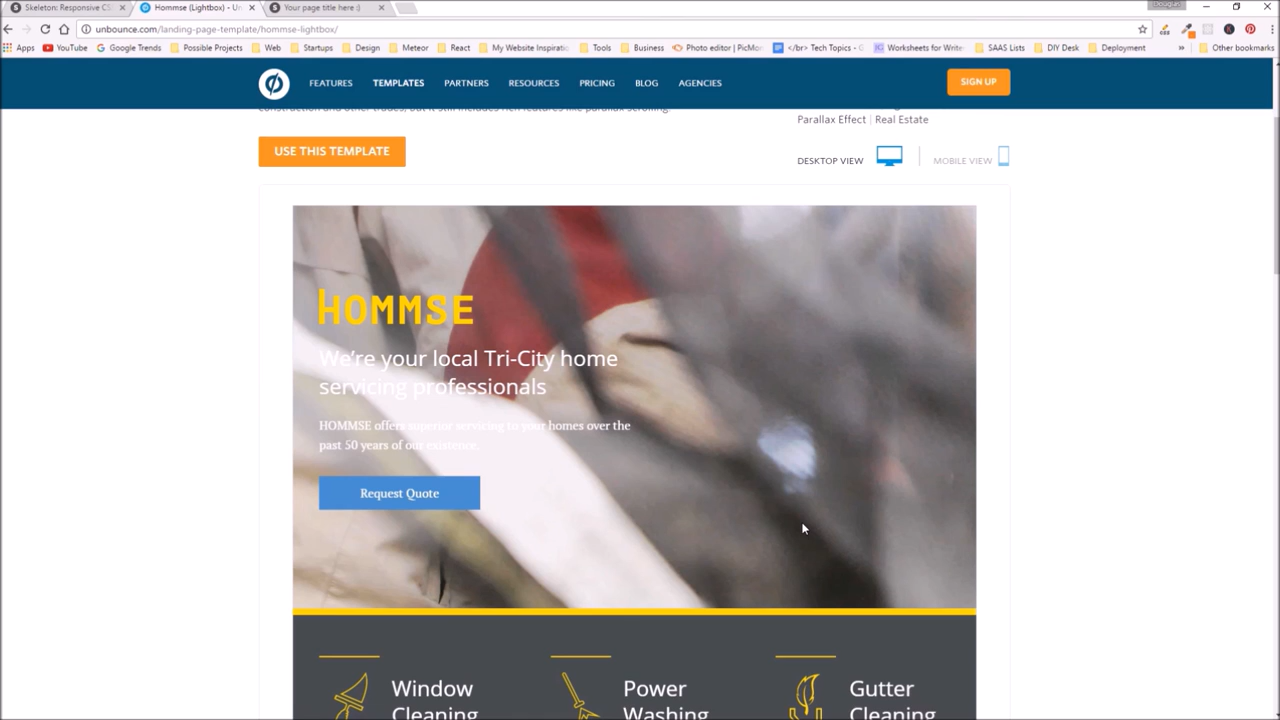 Skeleton: Responsive CS
Hommse (Lightbox) - Un
Your page title here :)
Douglas
unbounce.com/landing-page-template/hommse-lightbox/
Apps YouTube Google Trends Possible Projects Web Startups Design Meteor React My Website Inspiratio Tools Business Photo editor | PicMon </br> Tech Topics - G Worksheets for Write SAAS Lists DIY Desk Deployment » Other bookmarks
FEATURES TEMPLATES PARTNERS RESOURCES PRICING BLOG AGENCIES SIGN UP
construction and other trades, but it still includes rich features like parallax scrolling.
Parallax Effect | Real Estate
USE THIS TEMPLATE
DESKTOP VIEW MOBILE VIEW
HOMMSE
We're your local Tri-City home
servicing professionals
HOMMSE offers superior servicing to your homes over the
past 50 years of our existence.
Request Quote
Window
Cleaning
Power
Washing
Gutter
Cleaning